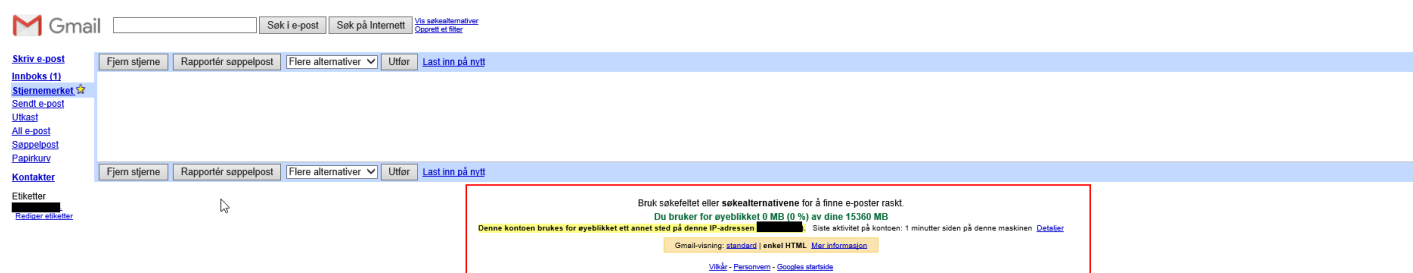 Gmail
Søk i e-post Søk på Internett Vis søkealternativer
Opprett et filter
Skriv e-post
Innboks (1)
Stjernemerket
Sendt e-post
Utkast
All e-post
Søppelpost
Papirkurv
Kontakter
Etiketter
Rediger etiketter
Fjern stjerne Rapportér søppelpost Flere alternativer Utfør Last inn på nytt
Fjern stjerne Rapportér søppelpost Flere alternativer Utfør Last inn på nytt
Bruk søkefeltet eller søkealternativene for å finne e-poster raskt.
Du bruker for øyeblikket 0 MB (0 %) av dine 15360 MB
Denne kontoen brukes for øyeblikket ett annet sted på denne IP-adressen Siste aktivitet på kontoen: 1 minutter siden på denne maskinen Detaljer
Gmail-visning: standard | enkel HTML Mer informasjon
Vilkår - Personvern - Googles startside